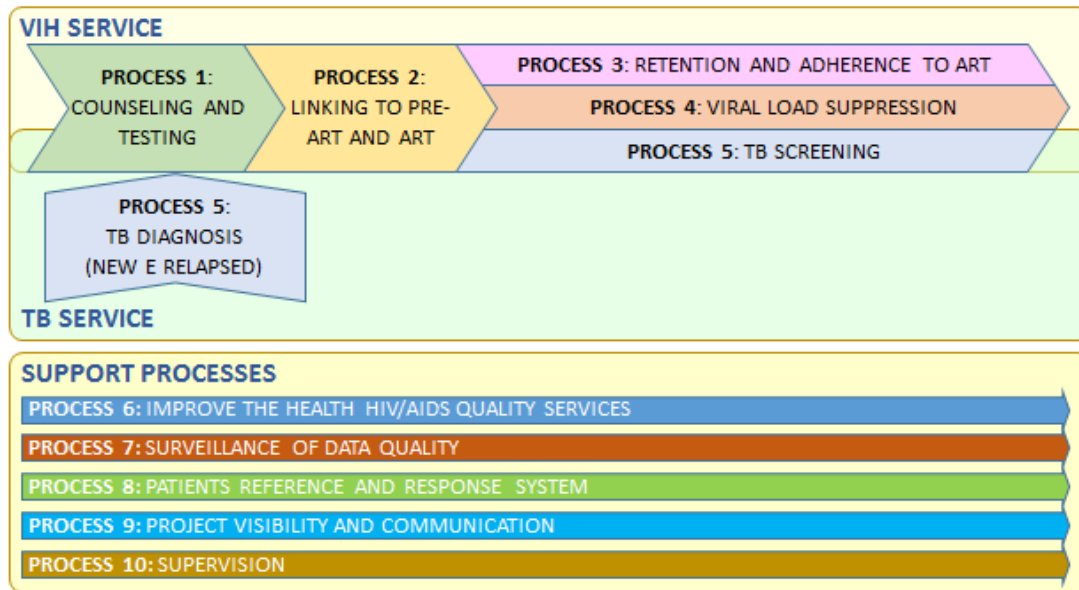 VIH SERVICE
PROCESS 1:
COUNSELING AND
TESTING
PROCESS 2:
LINKING TO PRE-
ART AND ART
PROCESS 3: RETENTION AND ADHERENCE TO ART
PROCESS 4: VIRAL LOAD SUPPRESSION
PROCESS 5: TB SCREENING
PROCESS 5:
TB DIAGNOSIS
(NEW E RELAPSED)
TB SERVICE
SUPPORT PROCESSES
PROCESS 6: IMPROVE THE HEALTH HIV/AIDS QUALITY SERVICES
PROCESS 7: SURVEILLANCE OF DATA QUALITY
PROCESS 8: PATIENTS REFERENCE AND RESPONSE SYSTEM
PROCESS 9: PROJECT VISIBILITY AND COMMUNICATION
PROCESS 10: SUPERVISION